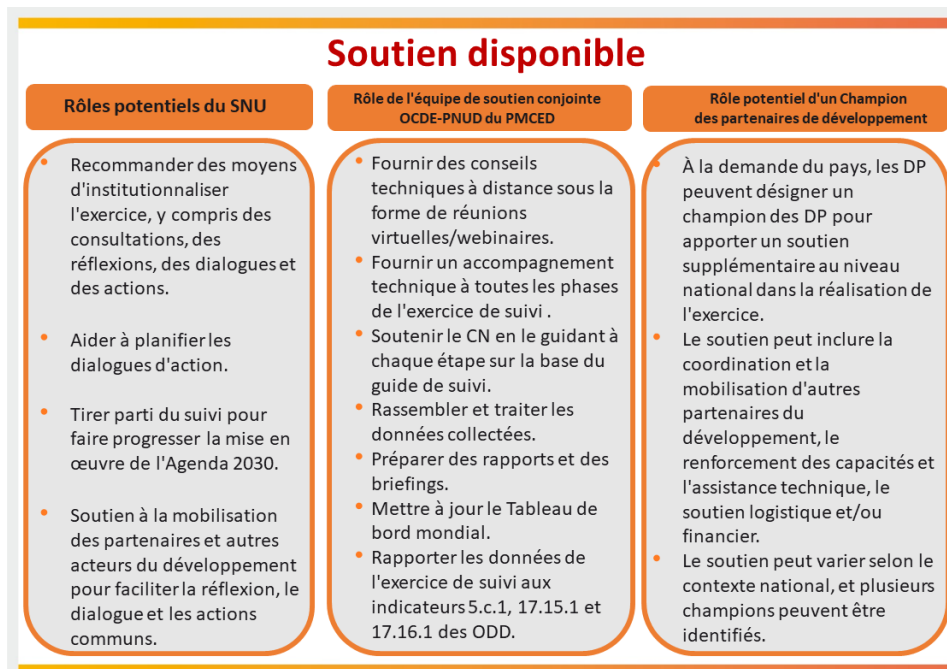 Soutien disponible
Rôles potentiels du SNU
Recommander des moyens
d'institutionnaliser
l'exercice, y compris des
consultations, des
réflexions, des dialogues et
des actions.
Aider à planifier les
dialogues d'action.
Tirer parti du suivi pour
faire progresser la mise en
œuvre de l'Agenda 2030.
Soutien à la mobilisation
des partenaires et autres
acteurs du développement
pour faciliter la réflexion, le
dialogue et les actions
communs.
Rôle de l'équipe de soutien conjointe
OCDE-PNUD du PMCED
Fournir des conseils
techniques à distance sous la
forme de réunions
virtuelles/webinaires.
Fournir un accompagnement
technique à toutes les phases
de l'exercice de suivi .
Soutenir le CN en le guidant à
chaque étape sur la base du
guide de suivi.
Rassembler et traiter les
données collectées.
Préparer des rapports et des
briefings.
Mettre à jour le Tableau de
bord mondial.
Rapporter les données de
l'exercice de suivi aux
indicateurs 5.c.1, 17.15.1 et
17.16.1 des ODD.
Rôle potentiel d'un Champion
des partenaires de développement
À la demande du pays, les DP
peuvent désigner un
champion des DP pour
apporter un soutien
supplémentaire au niveau
national dans la réalisation de
l'exercice.
Le soutien peut inclure la
coordination et la
mobilisation d'autres
partenaires du
développement, le
renforcement des capacités et
l'assistance technique, le
soutien logistique et/ou
financier.
Le soutien peut varier selon le
contexte national, et plusieurs
champions peuvent être
identifiés.